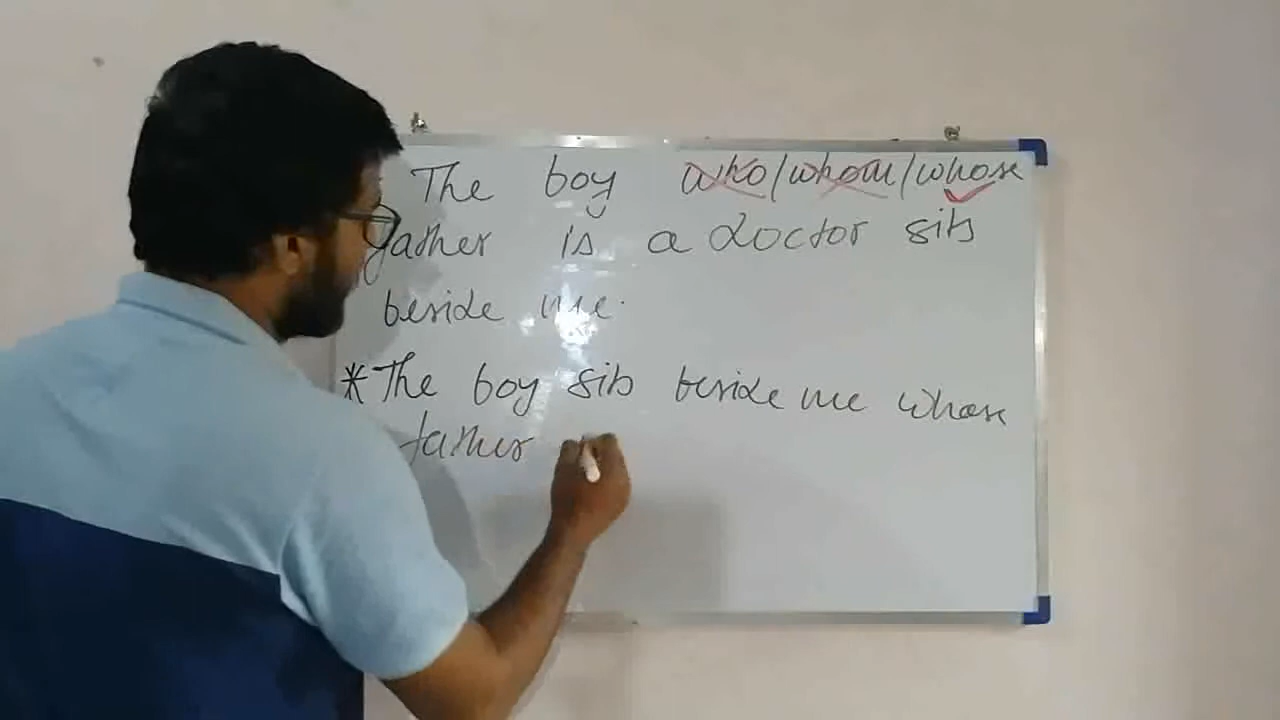 The boy who/whom/whose
father is a doctor sits
beside me.
* The boy sits beside me whose
father